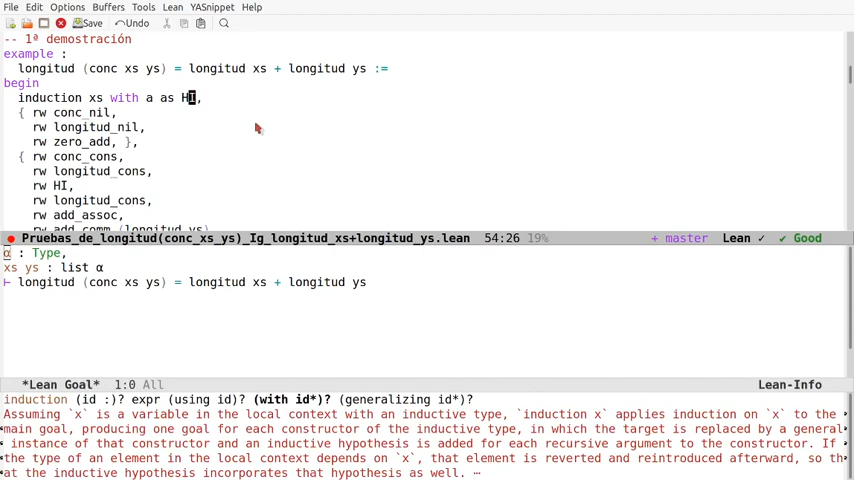 File Edit Options Buffers Tools Lean YASnippet Help
Save Undo
-- 1ª demostración
example :
longitud (conc xs ys) = longitud xs + longitud ys :=
begin
induction xs with a as HI,
{ rw conc_nil,
rw longitud_nil,
rw zero_add, },
{ rw conc_cons,
rw longitud_cons,
rw HI,
rw longitud_cons,
rw add_assoc,
rw add_comm (longitud ys)
Pruebas_de_longitud(conc_xs_ys)_Ig_longitud_xs+longitud_ys.lean 54:26 19% + master Lean ✓ ✔ Good
α : Type,
xs ys : list α
⊢ longitud (conc xs ys) = longitud xs + longitud ys
*Lean Goal* 1:0 All Lean-Info
induction (id :)? expr (using id)? (with id*)? (generalizing id*)?
Assuming `x` is a variable in the local context with an inductive type, `induction x` applies induction on `x` to the
main goal, producing one goal for each constructor of the inductive type, in which the target is replaced by a general
instance of that constructor and an inductive hypothesis is added for each recursive argument to the constructor. If
the type of an element in the local context depends on `x`, that element is reverted and reintroduced afterward, so th
at the inductive hypothesis incorporates that hypothesis as well. ⋯